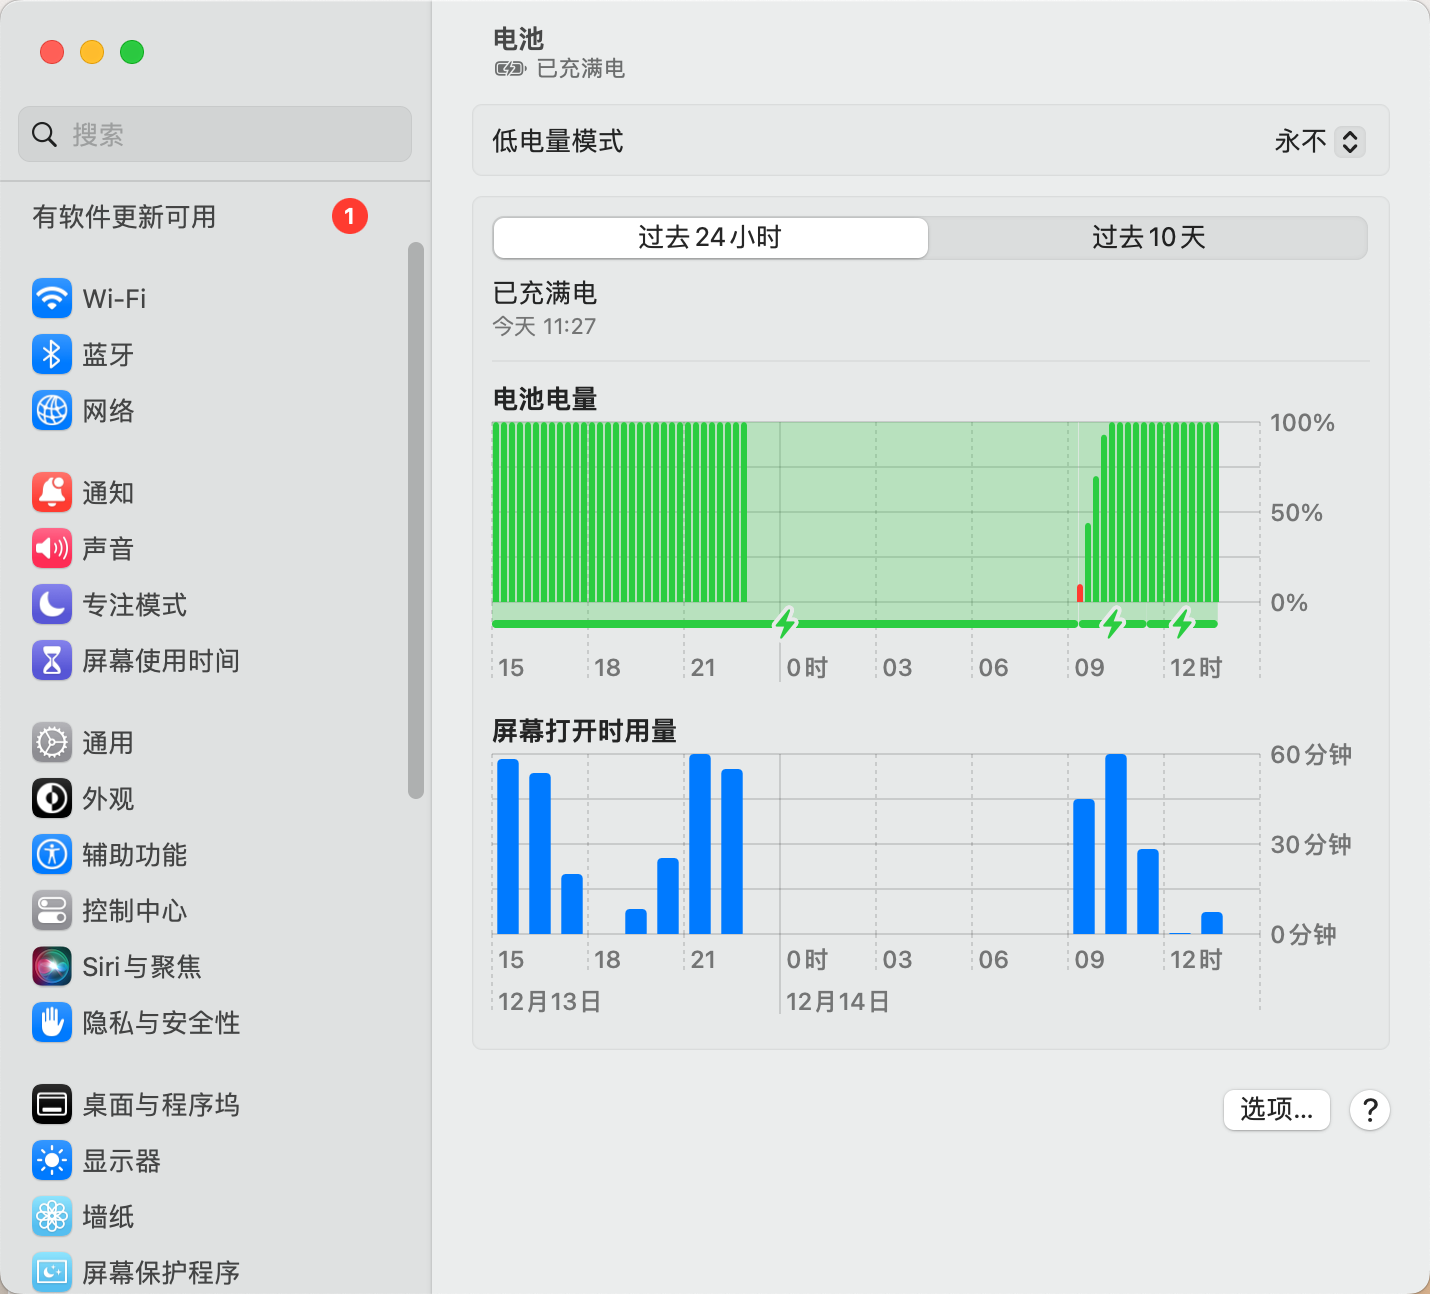 搜索
有软件更新可用
1
Wi-Fi
蓝牙
网络
通知
声音
专注模式
屏幕使用时间
通用
外观
辅助功能
控制中心
Siri与聚焦
隐私与安全性
桌面与程序坞
显示器
墙纸
屏幕保护程序
电池
已充满电
低电量模式 永不
过去24小时 过去10天
已充满电
今天 11:27
电池电量
100%
50%
0%
15 18 21 0时 03 06 09 12时
屏幕打开时用量
60分钟
30分钟
0分钟
15 18 21 0时 03 06 09 12时
12月13日 12月14日
选项... ?